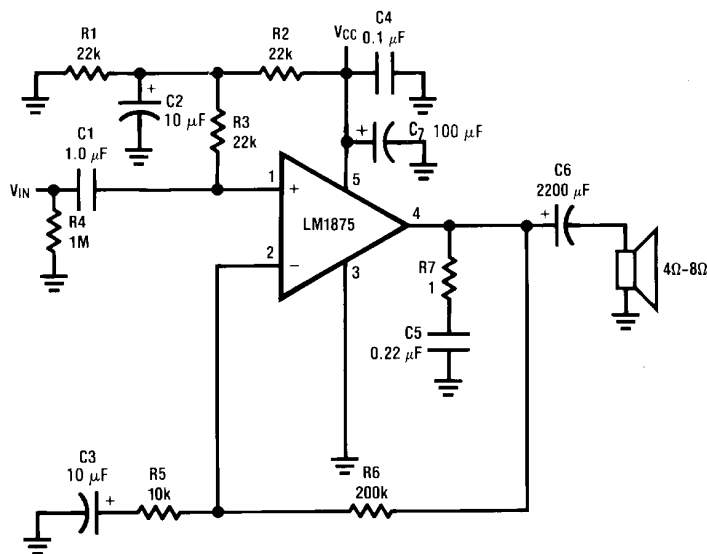 R1
22k
R2
22k
VCC
C4
0.1 μF
+
C2
10 μF
R3
22k
+
C7 100 μF
C1
1.0 μF
VIN
R4
1M
1
+
5
LM1875
4
2
−
3
C6
2200 μF
+
R7
1
4Ω-8Ω
C5
0.22 μF
C3
10 μF
+
R5
10k
R6
200k